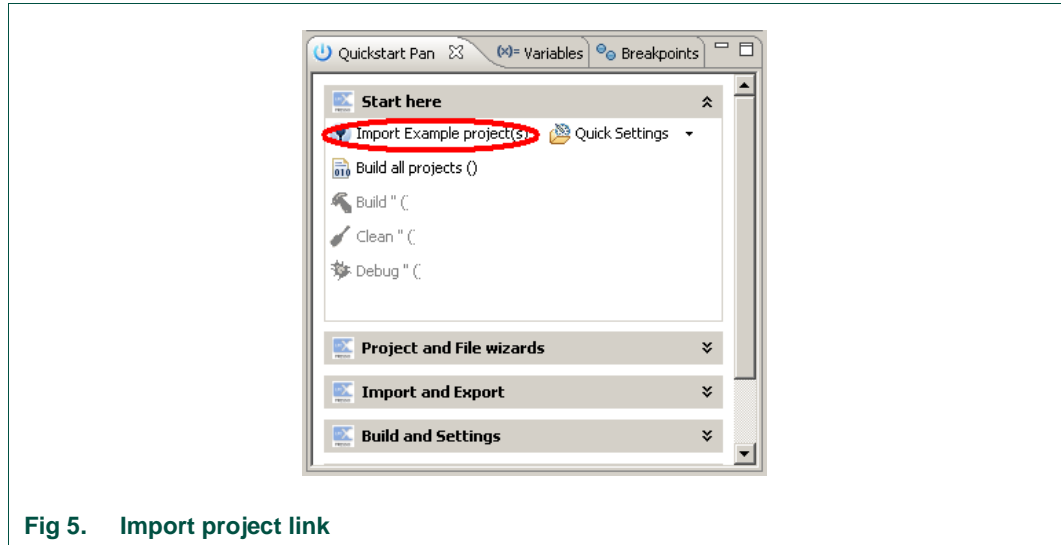 Quickstart Pan (x)= Variables Breakpoints
Start here
Import Example project(s) Quick Settings
010
Build all projects ()
Build '' (
Clean '' (
Debug '' (
Project and File wizards
Import and Export
Build and Settings
Fig 5. Import project link